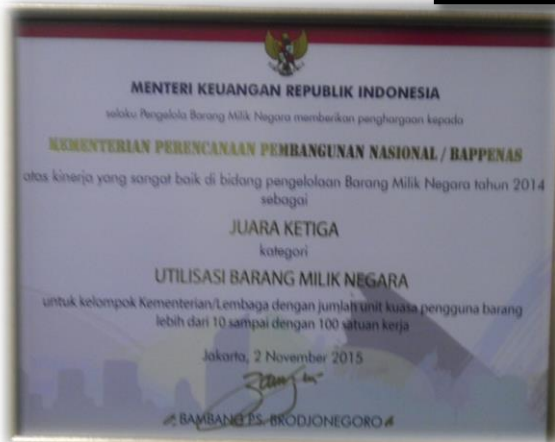 MENTERI KEUANGAN REPUBLIK INDONESIA
selaku Pengelola Barang Milik Negara memberikan penghargaan kepada
KEMENTERIAN PERENCANAAN PEMBANGUNAN NASIONAL / BAPPENAS
atas kinerja yang sangat baik di bidang pengelolaan Barang Milik Negara tahun 2014
sebagai
JUARA KETIGA
kategori
UTILISASI BARANG MILIK NEGARA
untuk kelompok Kementerian/Lembaga dengan jumlah unit kuasa pengguna barang
lebih dari 10 sampai dengan 100 satuan kerja
Jakarta, 2 November 2015
BAMBANG P.S. BRODJONEGORO